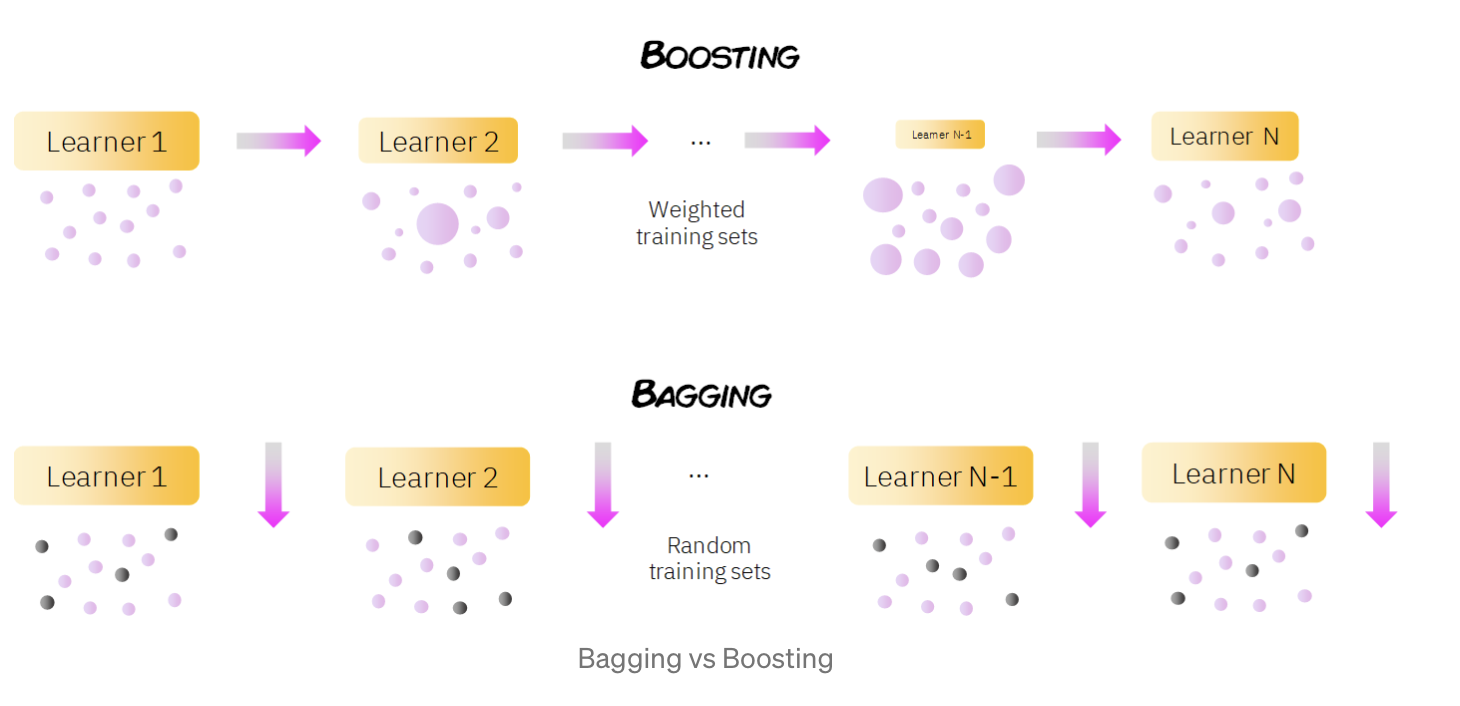 BOOSTING
Learner 1
Learner 2
...
Learner N-1
Learner N
Weighted
training sets
BAGGING
Learner 1
Learner 2
...
Learner N-1
Learner N
Random
training sets
Bagging vs Boosting